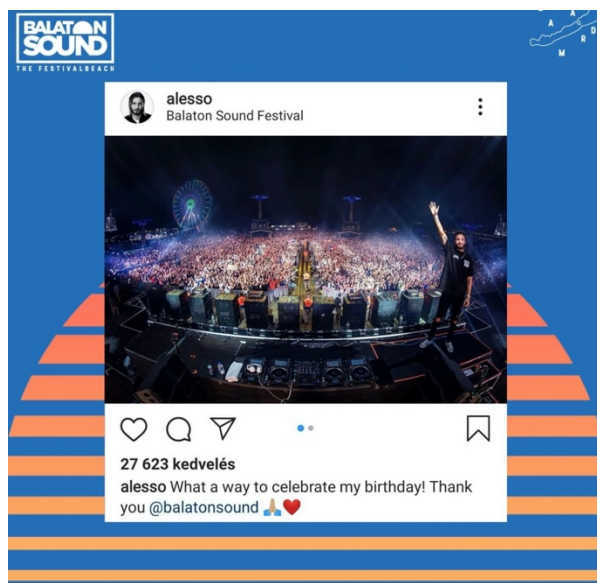 BALATON
SOUND
THE FESTIVALBEACH
alesso
Balaton Sound Festival
27 623 kedvelés
alesso What a way to celebrate my birthday! Thank
you @balatonsound 🙏🏼❤️